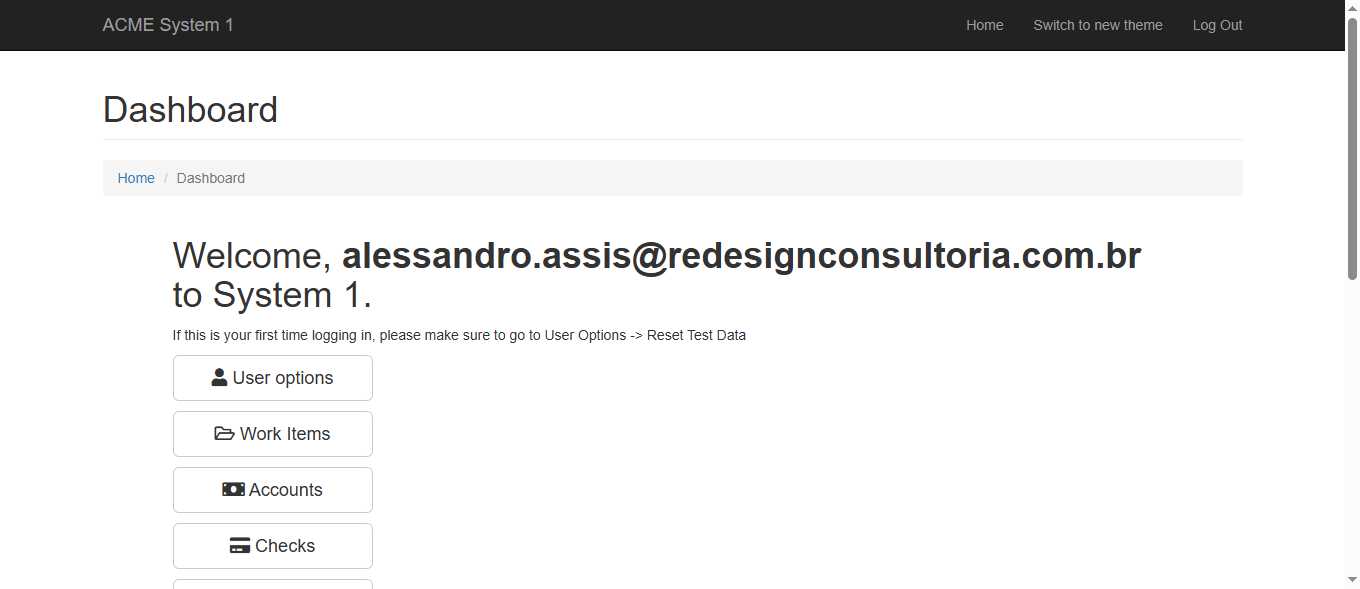 ACME System 1
Home
Switch to new theme
Log Out
Dashboard
Home / Dashboard
Welcome, alessandro.assis@redesignconsultoria.com.br
to System 1.
If this is your first time logging in, please make sure to go to User Options -> Reset Test Data
User options
Work Items
Accounts
Checks